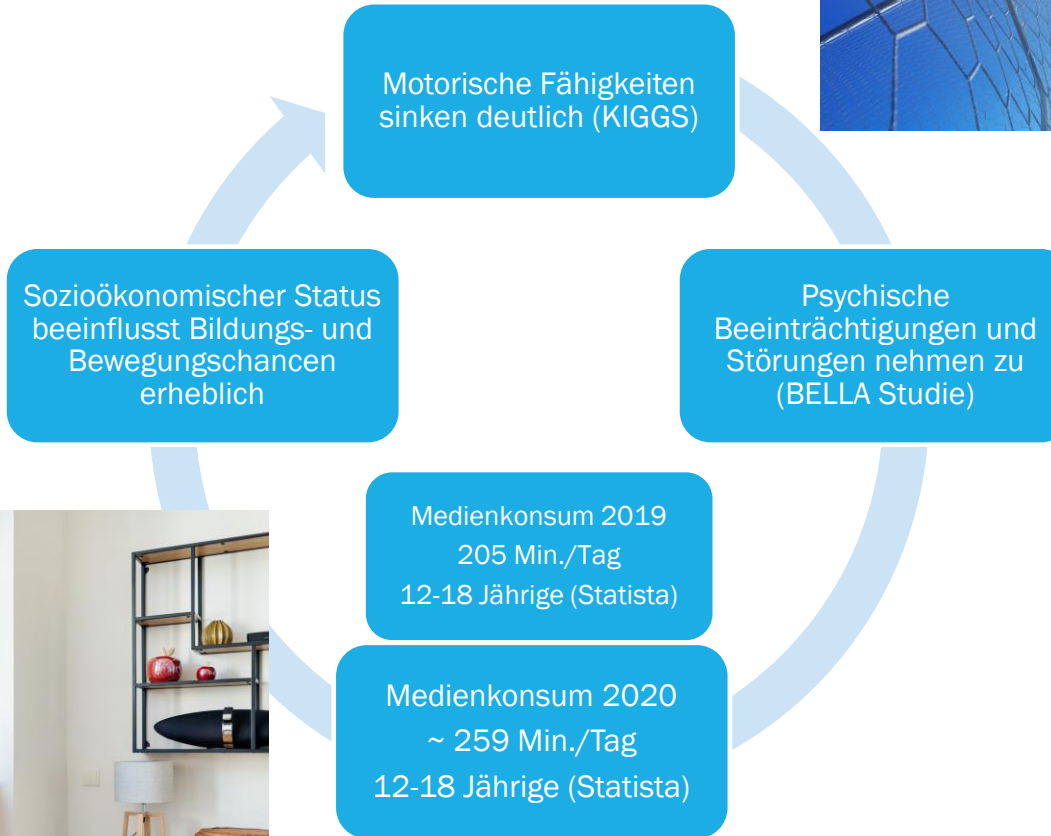 Motorische Fähigkeiten
sinken deutlich (KIGGS)
Sozioökonomischer Status
beeinflusst Bildungs- und
Bewegungschancen
erheblich
Psychische
Beeinträchtigungen und
Störungen nehmen zu
(BELLA Studie)
Medienkonsum 2019
205 Min./Tag
12-18 Jährige (Statista)
Medienkonsum 2020
~ 259 Min./Tag
12-18 Jährige (Statista)